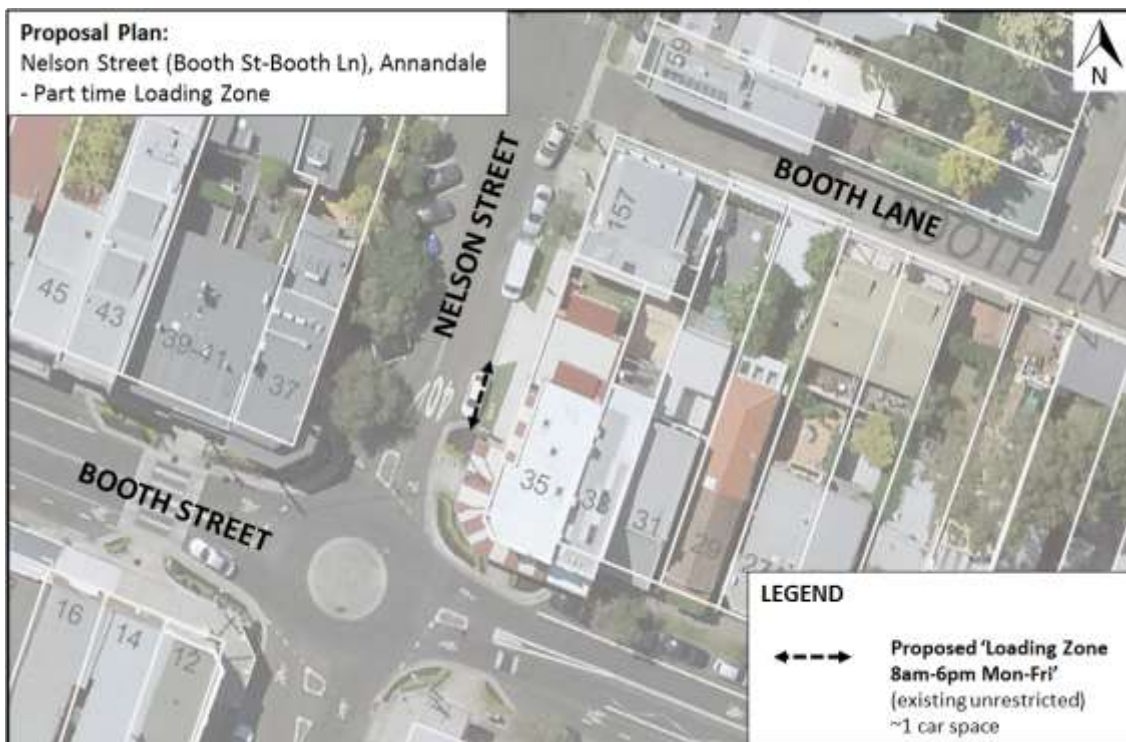 Proposal Plan:
Nelson Street (Booth St-Booth Ln), Annandale
- Part time Loading Zone
N
59
NELSON STREET
BOOTH LANE
BOOTH LN
157
45
43
39-41
37
BOOTH STREET
35
31
29
27
16
14
12
LEGEND
Proposed ‘Loading Zone
8am-6pm Mon-Fri’
(existing unrestricted)
~1 car space